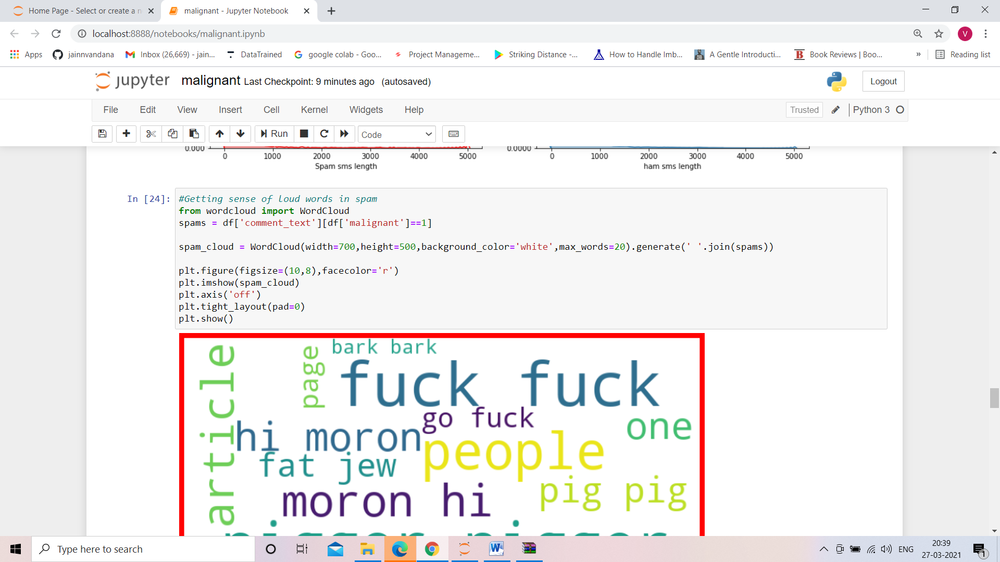 Home Page - Select or create a n
malignant - Jupyter Notebook
localhost:8888/notebooks/malignant.ipynb
V
Apps
jainnvandana
Inbox (26,669) - jain...
DataTrained
google colab - Goo...
Project Manageme...
Striking Distance -...
How to Handle Imb...
A Gentle Introducti...
B
Book Reviews | Boo...
»
Reading list
jupyter
malignant Last Checkpoint: 9 minutes ago (autosaved)
Logout
File Edit View Insert Cell Kernel Widgets Help
Trusted
Python 3
Run
Code
0.000
0.0000
0 1000 2000 3000 4000 5000
0 1000 2000 3000 4000 5000
Spam sms length
ham sms length
In [24]:
#Getting sense of loud words in spam
from wordcloud import WordCloud
spams = df['comment_text'][df['malignant']==1]
spam_cloud = WordCloud(width=700,height=500,background_color='white',max_words=20).generate(' '.join(spams))
plt.figure(figsize=(10,8),facecolor='r')
plt.imshow(spam_cloud)
plt.axis('off')
plt.tight_layout(pad=0)
plt.show()
bark bark
page
article
fuck fuck
go fuck
one
hi moron
people
fat jew
pig pig
moron hi
Type here to search
W
ENG
20:39
27-03-2021
1